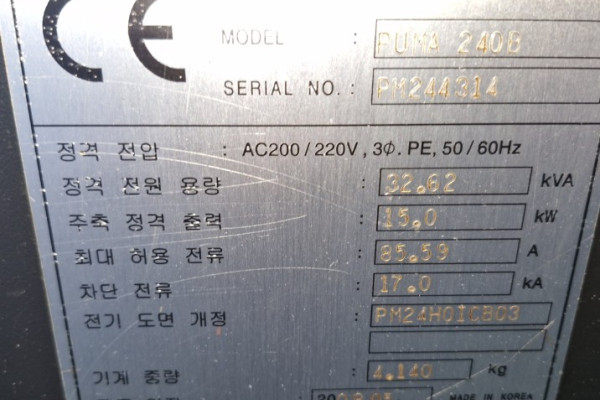 CE
MODEL : PUMA 240B
SERIAL NO. : PM244314
정격 전압 : AC200/220V, 3Ø. PE, 50/60Hz
정격 전원 용량 : 32.62 kVA
주축 정격 출력 : 15.0 kW
최대 허용 전류 : 85.59 A
차단 전류 : 17.0 kA
전기 도면 개정 : PM24H0ICB03
기계 중량 : 4.140 kg
MADE IN KOREA